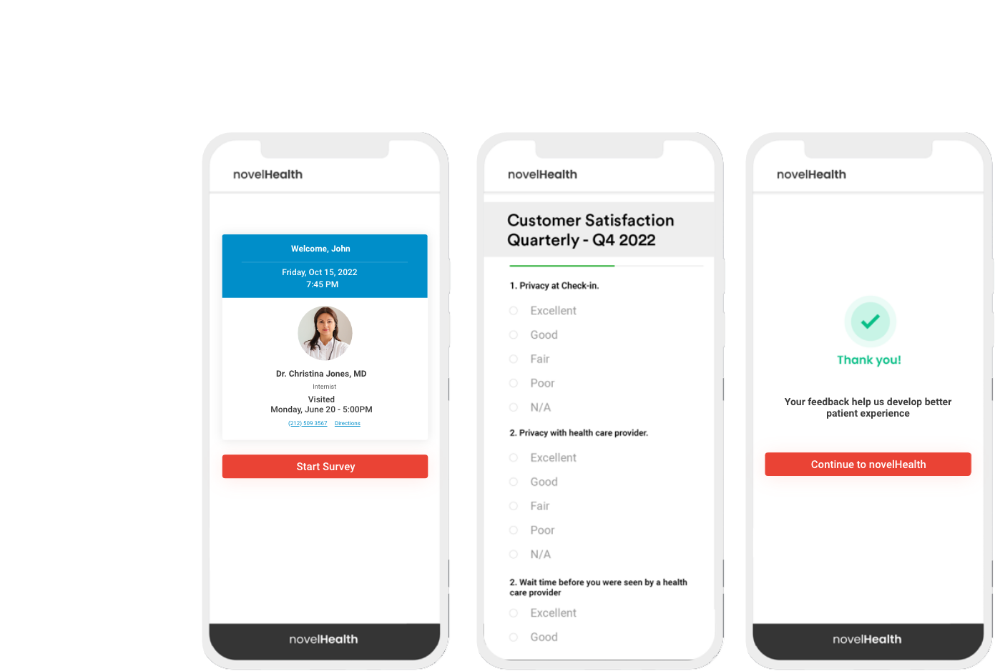 novelHealth
Welcome, John
Friday, Oct 15, 2022
7:45 PM
Dr. Christina Jones, MD
Internist
Visited
Monday, June 20 - 5:00PM
(212) 509 3567 Directions
Start Survey
novelHealth
novelHealth
Customer Satisfaction
Quarterly - Q4 2022
1. Privacy at Check-in.
Excellent
Good
Fair
Poor
N/A
2. Privacy with health care provider.
Excellent
Good
Fair
Poor
N/A
2. Wait time before you were seen by a health
care provider
Excellent
Good
novelHealth
Thank you!
Your feedback help us develop better
patient experience
Continue to novelHealth
novelHealth